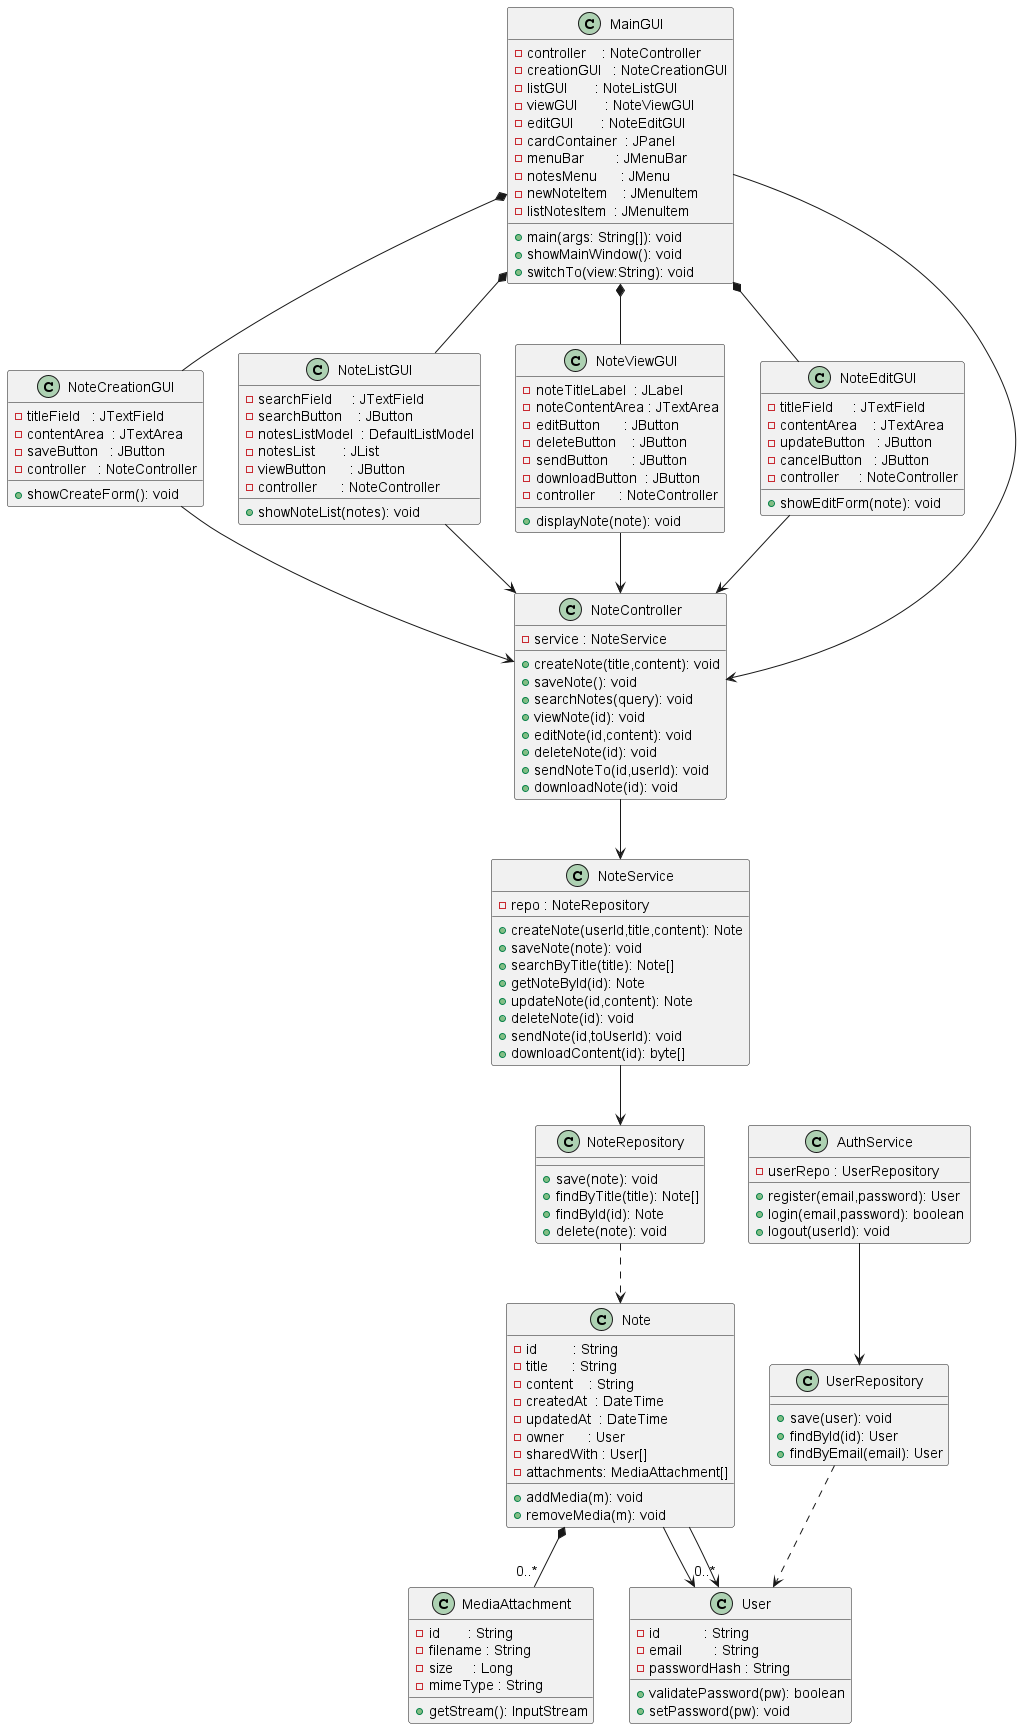 C MainGUI
controller : NoteController
creationGUI : NoteCreationGUI
listGUI : NoteListGUI
viewGUI : NoteViewGUI
editGUI : NoteEditGUI
cardContainer : JPanel
menuBar : JMenuBar
notesMenu : JMenu
newNoteItem : JMenuItem
listNotesItem : JMenuItem
main(args: String[]): void
showMainWindow(): void
switchTo(view:String): void
C NoteCreationGUI
titleField : JTextField
contentArea : JTextArea
saveButton : JButton
controller : NoteController
showCreateForm(): void
C NoteListGUI
searchField : JTextField
searchButton : JButton
notesListModel : DefaultListModel
notesList : JList
viewButton : JButton
controller : NoteController
showNoteList(notes): void
C NoteViewGUI
noteTitleLabel : JLabel
noteContentArea : JTextArea
editButton : JButton
deleteButton : JButton
sendButton : JButton
downloadButton : JButton
controller : NoteController
displayNote(note): void
C NoteEditGUI
titleField : JTextField
contentArea : JTextArea
updateButton : JButton
cancelButton : JButton
controller : NoteController
showEditForm(note): void
C NoteController
service : NoteService
createNote(title,content): void
saveNote(): void
searchNotes(query): void
viewNote(id): void
editNote(id,content): void
deleteNote(id): void
sendNoteTo(id,userId): void
downloadNote(id): void
C NoteService
repo : NoteRepository
createNote(userId,title,content): Note
saveNote(note): void
searchByTitle(title): Note[]
getNoteById(id): Note
updateNote(id,content): Note
deleteNote(id): void
sendNote(id,toUserId): void
downloadContent(id): byte[]
C NoteRepository
save(note): void
findByTitle(title): Note[]
findById(id): Note
delete(note): void
C AuthService
userRepo : UserRepository
register(email,password): User
login(email,password): boolean
logout(userId): void
C Note
id : String
title : String
content : String
createdAt : DateTime
updatedAt : DateTime
owner : User
sharedWith : User[]
attachments: MediaAttachment[]
addMedia(m): void
removeMedia(m): void
C UserRepository
save(user): void
findById(id): User
findByEmail(email): User
0..*
0..*
C MediaAttachment
id : String
filename : String
size : Long
mimeType : String
getStream(): InputStream
C User
id : String
email : String
passwordHash : String
validatePassword(pw): boolean
setPassword(pw): void